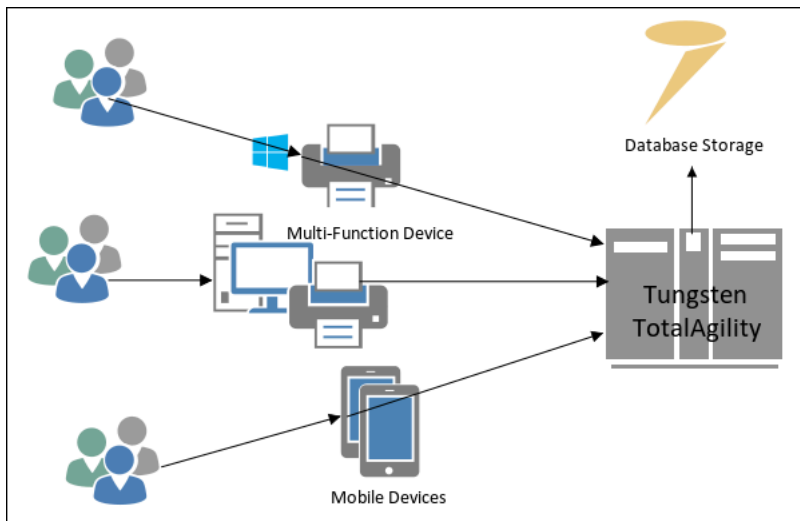 Database Storage
Multi-Function Device
Tungsten
TotalAgility
Mobile Devices